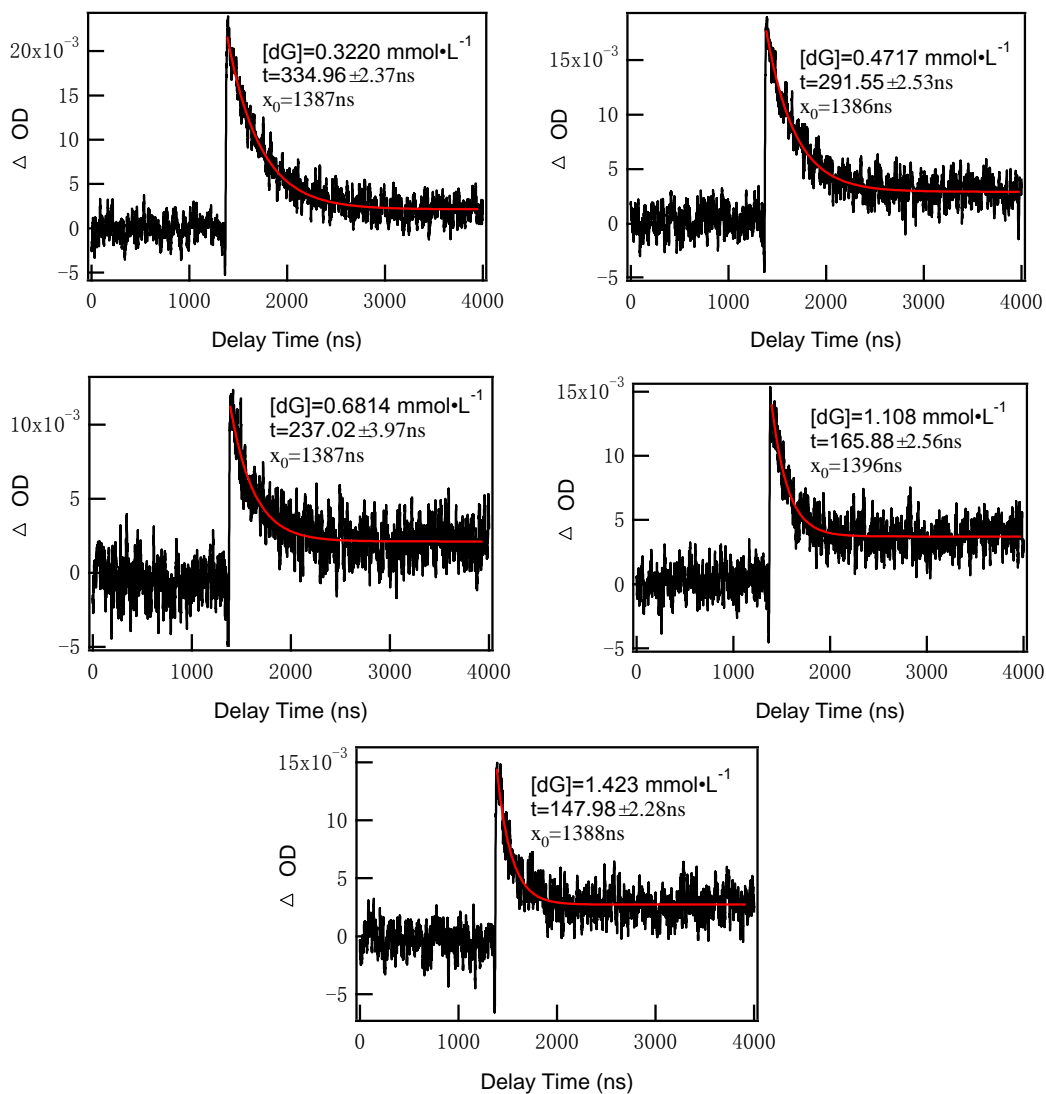 20x10⁻³
15
10
5
0
−5
△ OD
[dG]=0.3220 mmol•L⁻¹
t=334.96±2.37ns
x₀=1387ns
0 1000 2000 3000 4000
Delay Time (ns)
15x10⁻³
10
5
0
−5
△ OD
[dG]=0.4717 mmol•L⁻¹
t=291.55±2.53ns
x₀=1386ns
0 1000 2000 3000 4000
Delay Time (ns)
10x10⁻³
5
0
−5
△ OD
[dG]=0.6814 mmol•L⁻¹
t=237.02±3.97ns
x₀=1387ns
0 1000 2000 3000 4000
Delay Time (ns)
15x10⁻³
10
5
0
−5
△ OD
[dG]=1.108 mmol•L⁻¹
t=165.88±2.56ns
x₀=1396ns
0 1000 2000 3000 4000
Delay Time (ns)
15x10⁻³
10
5
0
−5
△ OD
[dG]=1.423 mmol•L⁻¹
t=147.98±2.28ns
x₀=1388ns
0 1000 2000 3000 4000
Delay Time (ns)